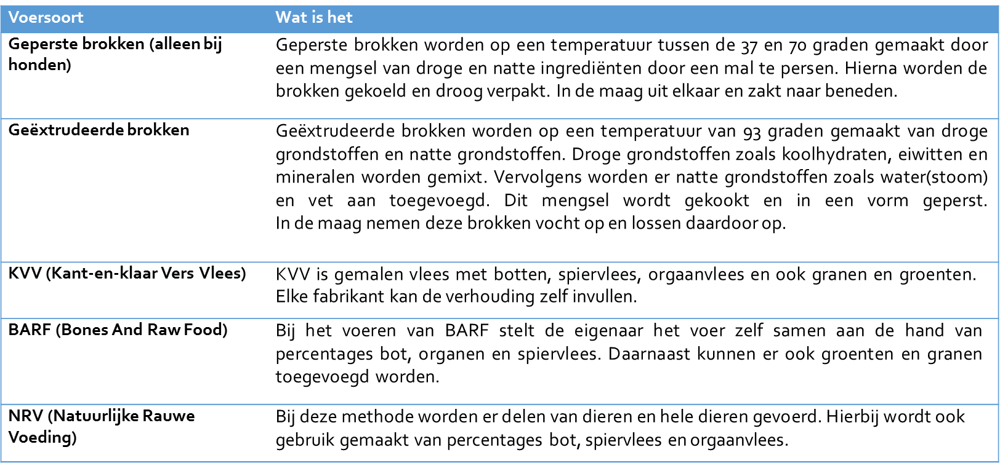 Voersoort
Wat is het
Geperste brokken (alleen bij
honden)
Geperste brokken worden op een temperatuur tussen de 37 en 70 graden gemaakt door
een mengsel van droge en natte ingrediënten door een mal te persen. Hierna worden de
brokken gekoeld en droog verpakt. In de maag uit elkaar en zakt naar beneden.
Geëxtrudeerde brokken
Geëxtrudeerde brokken worden op een temperatuur van 93 graden gemaakt van droge
grondstoffen en natte grondstoffen. Droge grondstoffen zoals koolhydraten, eiwitten en
mineralen worden gemixt. Vervolgens worden er natte grondstoffen zoals water(stoom)
en vet aan toegevoegd. Dit mengsel wordt gekookt en in een vorm geperst.
In de maag nemen deze brokken vocht op en lossen daardoor op.
KVV (Kant-en-klaar Vers Vlees)
KVV is gemalen vlees met botten, spiervlees, orgaanvlees en ook granen en groenten.
Elke fabrikant kan de verhouding zelf invullen.
BARF (Bones And Raw Food)
Bij het voeren van BARF stelt de eigenaar het voer zelf samen aan de hand van
percentages bot, organen en spiervlees. Daarnaast kunnen er ook groenten en granen
toegevoegd worden.
NRV (Natuurlijke Rauwe
Voeding)
Bij deze methode worden er delen van dieren en hele dieren gevoerd. Hierbij wordt ook
gebruik gemaakt van percentages bot, spiervlees en orgaanvlees.